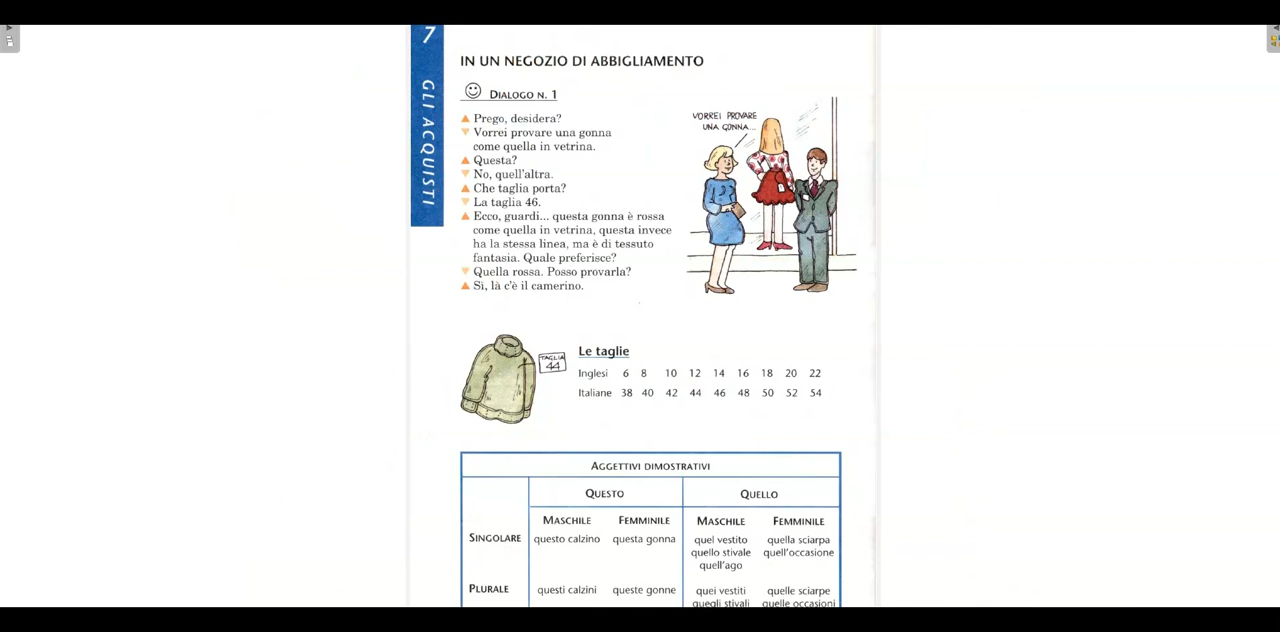 7
GLI ACQUISTI
IN UN NEGOZIO DI ABBIGLIAMENTO
DIALOGO N. 1
Prego, desidera?
Vorrei provare una gonna
come quella in vetrina.
Questa?
No, quell'altra.
Che taglia porta?
La taglia 46.
Ecco, guardi... questa gonna è rossa
come quella in vetrina, questa invece
ha la stessa linea, ma è di tessuto
fantasia. Quale preferisce?
Quella rossa. Posso provarla?
Sì, là c'è il camerino.
VORREI PROVARE
UNA GONNA...
TAGLIA
44
Le taglie
Inglesi 6 8 10 12 14 16 18 20 22
Italiane 38 40 42 44 46 48 50 52 54
AGGETTIVI DIMOSTRATIVI
QUESTO QUELLO
MASCHILE FEMMINILE MASCHILE FEMMINILE
SINGOLARE questo calzino questa gonna quel vestito quella sciarpa
quello stivale quell'occasione
quell'ago
PLURALE questi calzini queste gonne quei vestiti quelle sciarpe
quegli stivali quelle occasioni